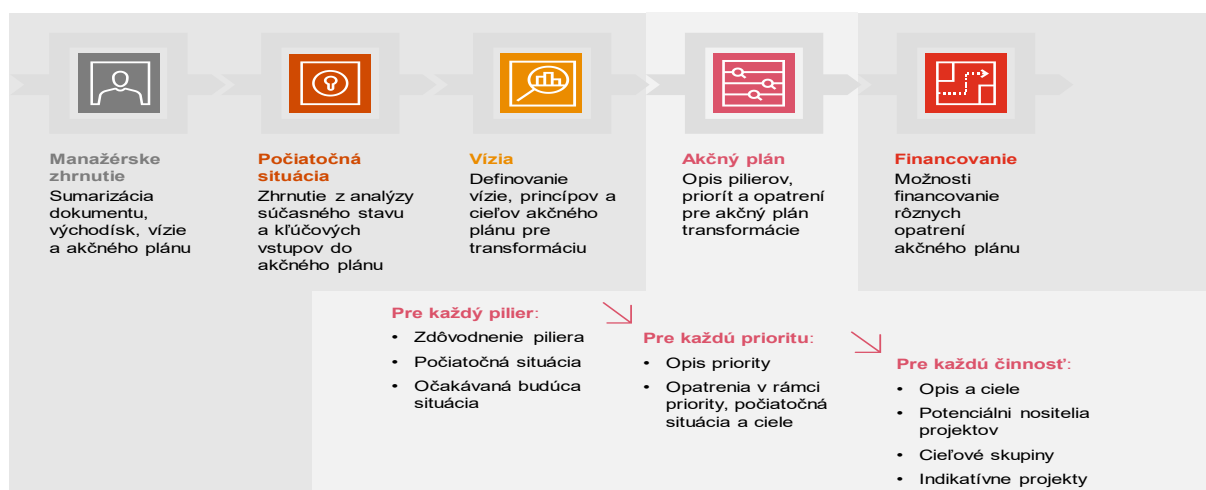 Manažérske
zhrnutie
Sumarizácia
dokumentu,
východísk, vízie
a akčného plánu
Počiatočná
situácia
Zhrnutie z analýzy
súčasného stavu
a kľúčových
vstupov do
akčného plánu
Vízia
Definovanie
vízie, princípov a
cieľov akčného
plánu pre
transformáciu
Akčný plán
Opis pilierov,
priorít a opatrení
pre akčný plán
transformácie
Financovanie
Možnosti
financovanie
rôznych
opatrení
akčného plánu
Pre každý pilier:
• Zdôvodnenie piliera
• Počiatočná situácia
• Očakávaná budúca
situácia
Pre každú prioritu:
• Opis priority
• Opatrenia v rámci
priority, počiatočná
situácia a ciele
Pre každú činnosť:
• Opis a ciele
• Potenciálni nositelia
projektov
• Cieľové skupiny
• Indikatívne projekty